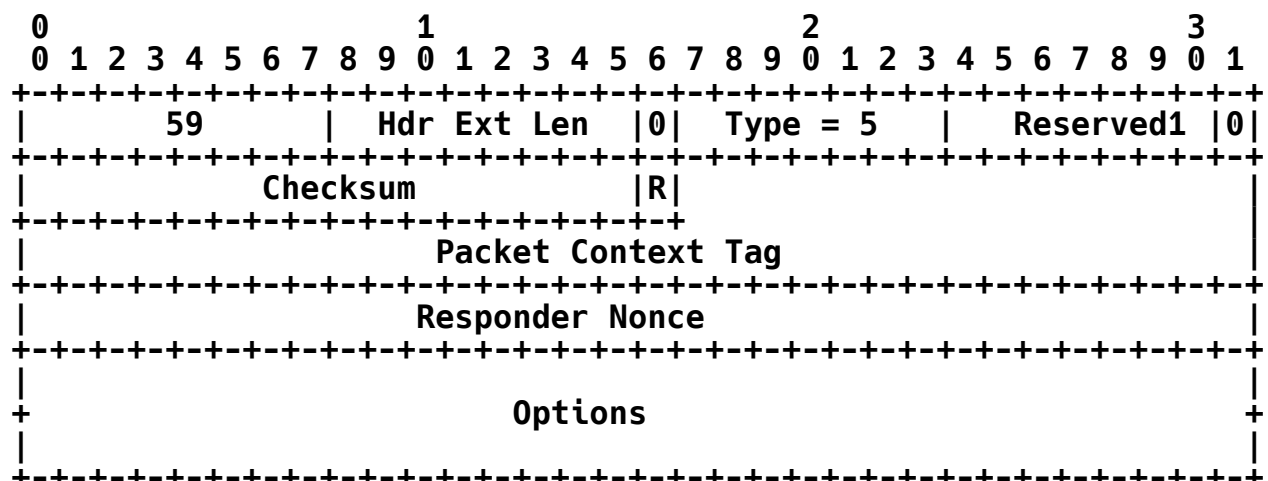 0                   1                   2                   3
 0 1 2 3 4 5 6 7 8 9 0 1 2 3 4 5 6 7 8 9 0 1 2 3 4 5 6 7 8 9 0 1
+-+-+-+-+-+-+-+-+-+-+-+-+-+-+-+-+-+-+-+-+-+-+-+-+-+-+-+-+-+-+-+-+
|       59      |  Hdr Ext Len  |0|  Type = 5   |   Reserved1 |0|
+-+-+-+-+-+-+-+-+-+-+-+-+-+-+-+-+-+-+-+-+-+-+-+-+-+-+-+-+-+-+-+-+
|            Checksum           |R|                             |
+-+-+-+-+-+-+-+-+-+-+-+-+-+-+-+-+-+                             |
|                     Packet Context Tag                        |
+-+-+-+-+-+-+-+-+-+-+-+-+-+-+-+-+-+-+-+-+-+-+-+-+-+-+-+-+-+-+-+-+
|                    Responder Nonce                            |
+-+-+-+-+-+-+-+-+-+-+-+-+-+-+-+-+-+-+-+-+-+-+-+-+-+-+-+-+-+-+-+-+
|                                                               |
+                         Options                               +
|                                                               |
+-+-+-+-+-+-+-+-+-+-+-+-+-+-+-+-+-+-+-+-+-+-+-+-+-+-+-+-+-+-+-+-+